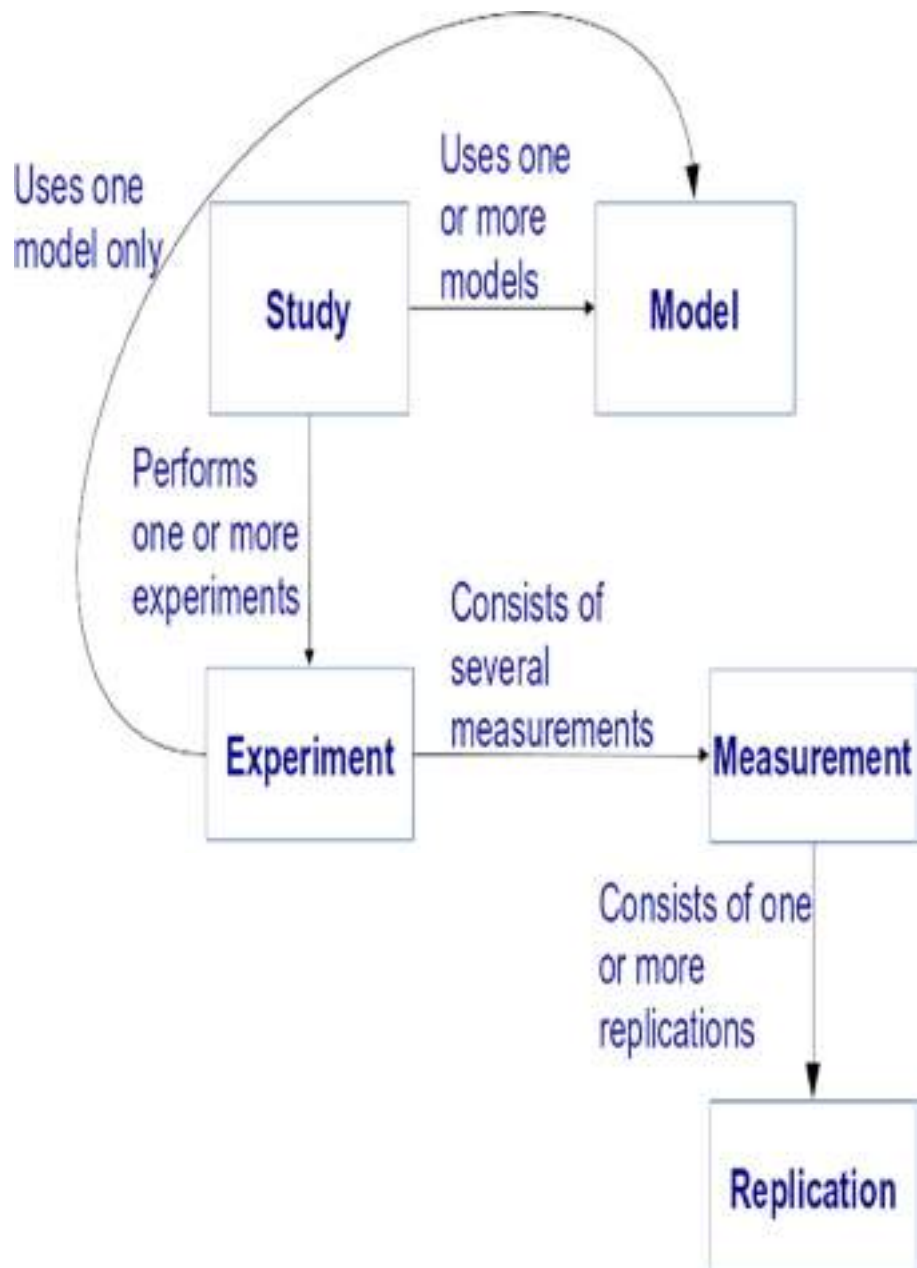 Uses one
model only
Uses one
or more
models
Study
Model
Performs
one or more
experiments
Consists of
several
measurements
Experiment
Measurement
Consists of one
or more
replications
Replication